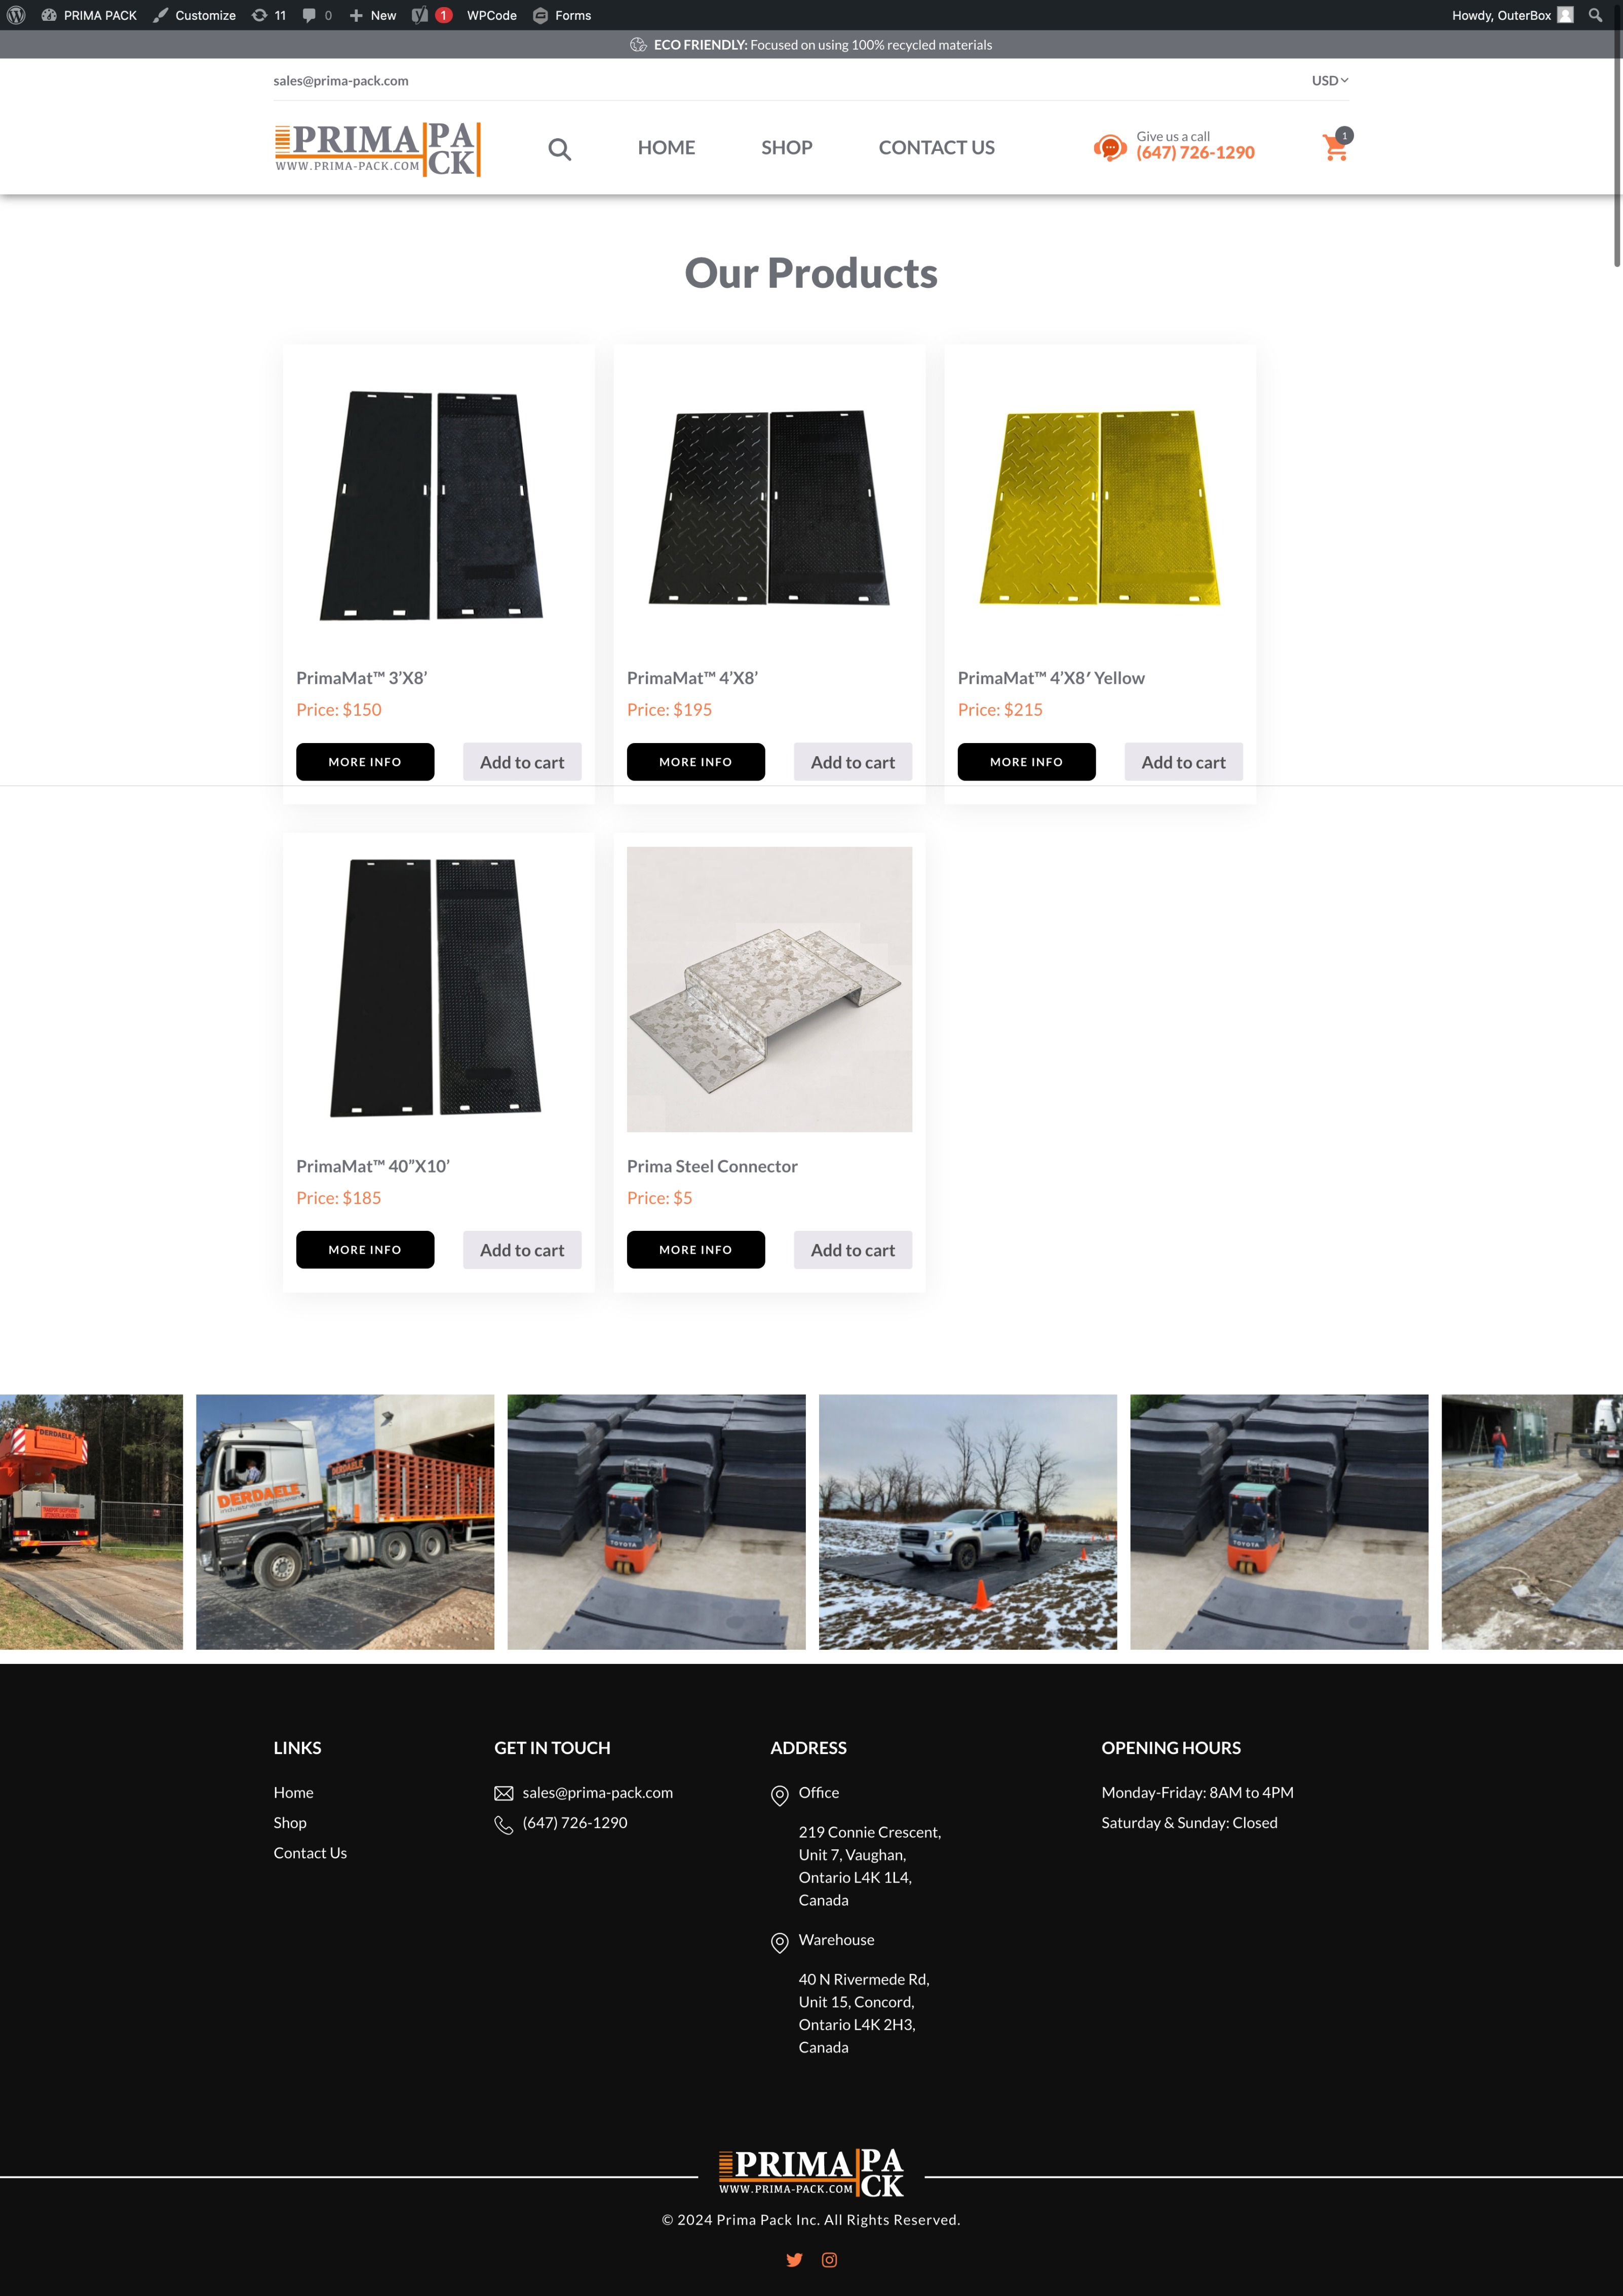 PRIMA PACK Customize 11 0 New 1 WPCode Forms Howdy, OuterBox
ECO FRIENDLY: Focused on using 100% recycled materials
sales@prima-pack.com USD
PRIMA PACK
WWW.PRIMA-PACK.COM
HOME SHOP CONTACT US
Give us a call
(647) 726-1290
1
Our Products
PrimaMat™ 3’X8’
Price: $150
MORE INFO Add to cart
PrimaMat™ 4’X8’
Price: $195
MORE INFO Add to cart
PrimaMat™ 4’X8′ Yellow
Price: $215
MORE INFO Add to cart
PrimaMat™ 40”X10’
Price: $185
MORE INFO Add to cart
Prima Steel Connector
Price: $5
MORE INFO Add to cart
DERDAELE
DERDAELE
DERDAELE
TOYOTA
TOYOTA
LINKS
Home
Shop
Contact Us
GET IN TOUCH
sales@prima-pack.com
(647) 726-1290
ADDRESS
Office
219 Connie Crescent,
Unit 7, Vaughan,
Ontario L4K 1L4,
Canada
Warehouse
40 N Rivermede Rd,
Unit 15, Concord,
Ontario L4K 2H3,
Canada
OPENING HOURS
Monday-Friday: 8AM to 4PM
Saturday & Sunday: Closed
PRIMA PACK
WWW.PRIMA-PACK.COM
© 2024 Prima Pack Inc. All Rights Reserved.